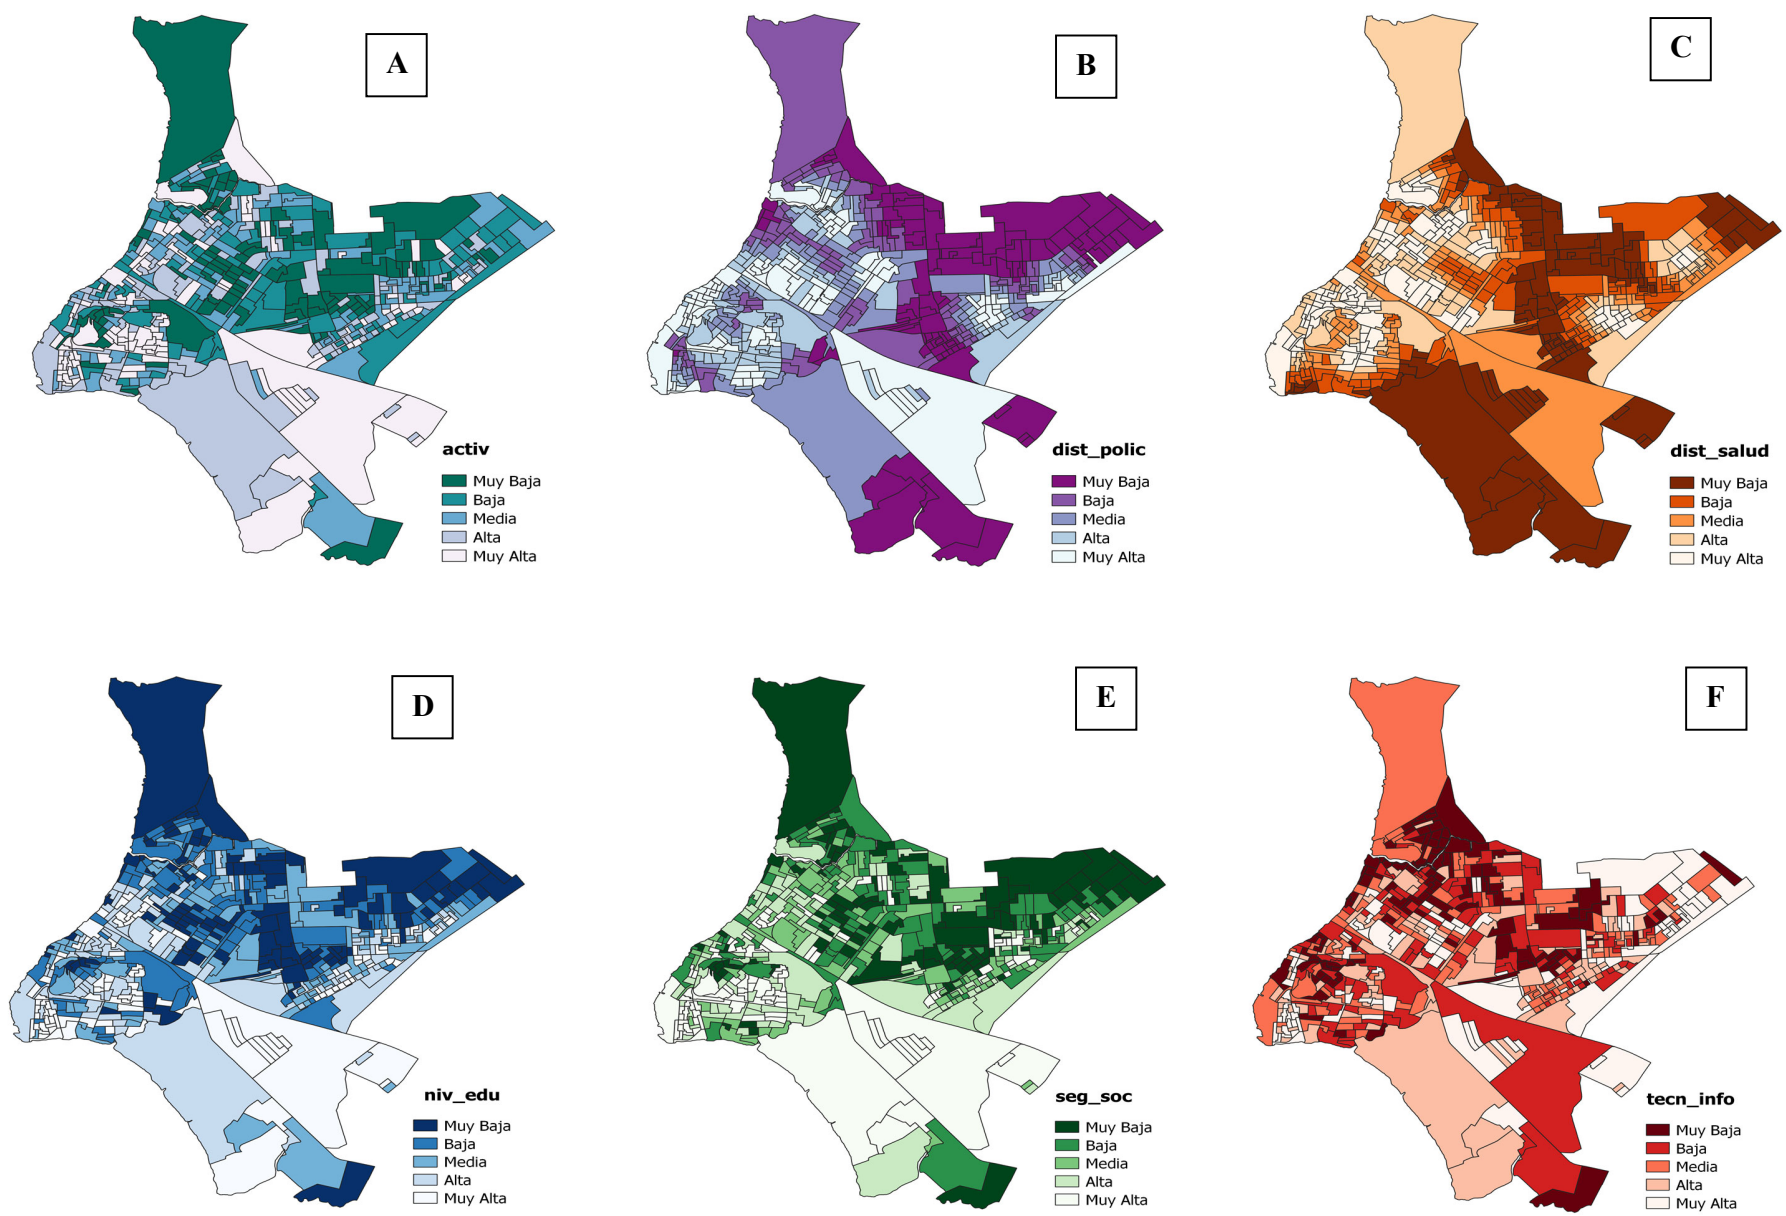 A
B
C
activ
Muy Baja
Baja
Media
Alta
Muy Alta
dist_polic
Muy Baja
Baja
Media
Alta
Muy Alta
dist_salud
Muy Baja
Baja
Media
Alta
Muy Alta
D
E
F
niv_edu
Muy Baja
Baja
Media
Alta
Muy Alta
seg_soc
Muy Baja
Baja
Media
Alta
Muy Alta
tecn_info
Muy Baja
Baja
Media
Alta
Muy Alta